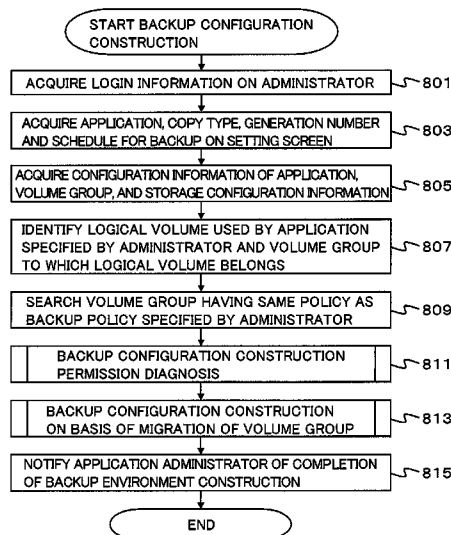 START BACKUP CONFIGURATION
CONSTRUCTION
ACQUIRE LOGIN INFORMATION ON ADMINISTRATOR
801
ACQUIRE APPLICATION, COPY TYPE, GENERATION NUMBER
AND SCHEDULE FOR BACKUP ON SETTING SCREEN
803
ACQUIRE CONFIGURATION INFORMATION OF APPLICATION,
VOLUME GROUP, AND STORAGE CONFIGURATION INFORMATION
805
IDENTIFY LOGICAL VOLUME USED BY APPLICATION
SPECIFIED BY ADMINISTRATOR AND VOLUME GROUP
TO WHICH LOGICAL VOLUME BELONGS
807
SEARCH VOLUME GROUP HAVING SAME POLICY AS
BACKUP POLICY SPECIFIED BY ADMINISTRATOR
809
BACKUP CONFIGURATION CONSTRUCTION
PERMISSION DIAGNOSIS
811
BACKUP CONFIGURATION CONSTRUCTION
ON BASIS OF MIGRATION OF VOLUME GROUP
813
NOTIFY APPLICATION ADMINISTRATOR OF COMPLETION
OF BACKUP ENVIRONMENT CONSTRUCTION
815
END